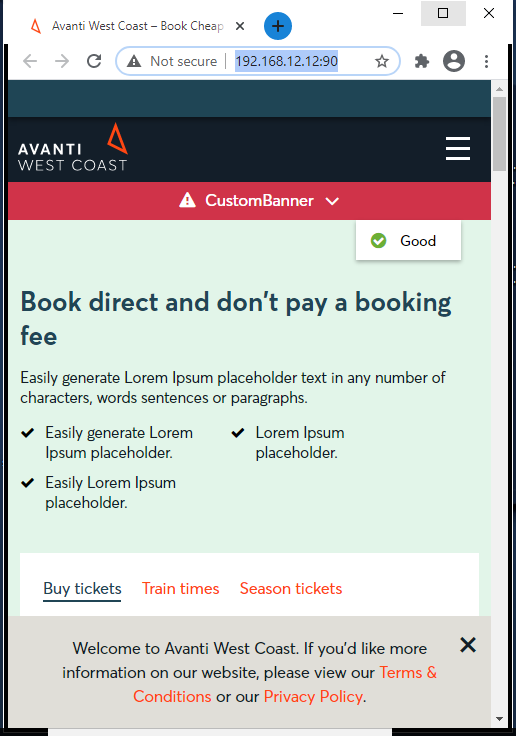 Avanti West Coast – Book Cheap
Not secure
192.168.12.12:90
AVANTI
WEST COAST
CustomBanner
Good
Book direct and don't pay a booking
fee
Easily generate Lorem Ipsum placeholder text in any number of
characters, words sentences or paragraphs.
Easily generate Lorem
Ipsum placeholder.
Lorem Ipsum
placeholder.
Easily Lorem Ipsum
placeholder.
Buy tickets
Train times
Season tickets
Welcome to Avanti West Coast. If you'd like more
information on our website, please view our Terms &
Conditions or our Privacy Policy.